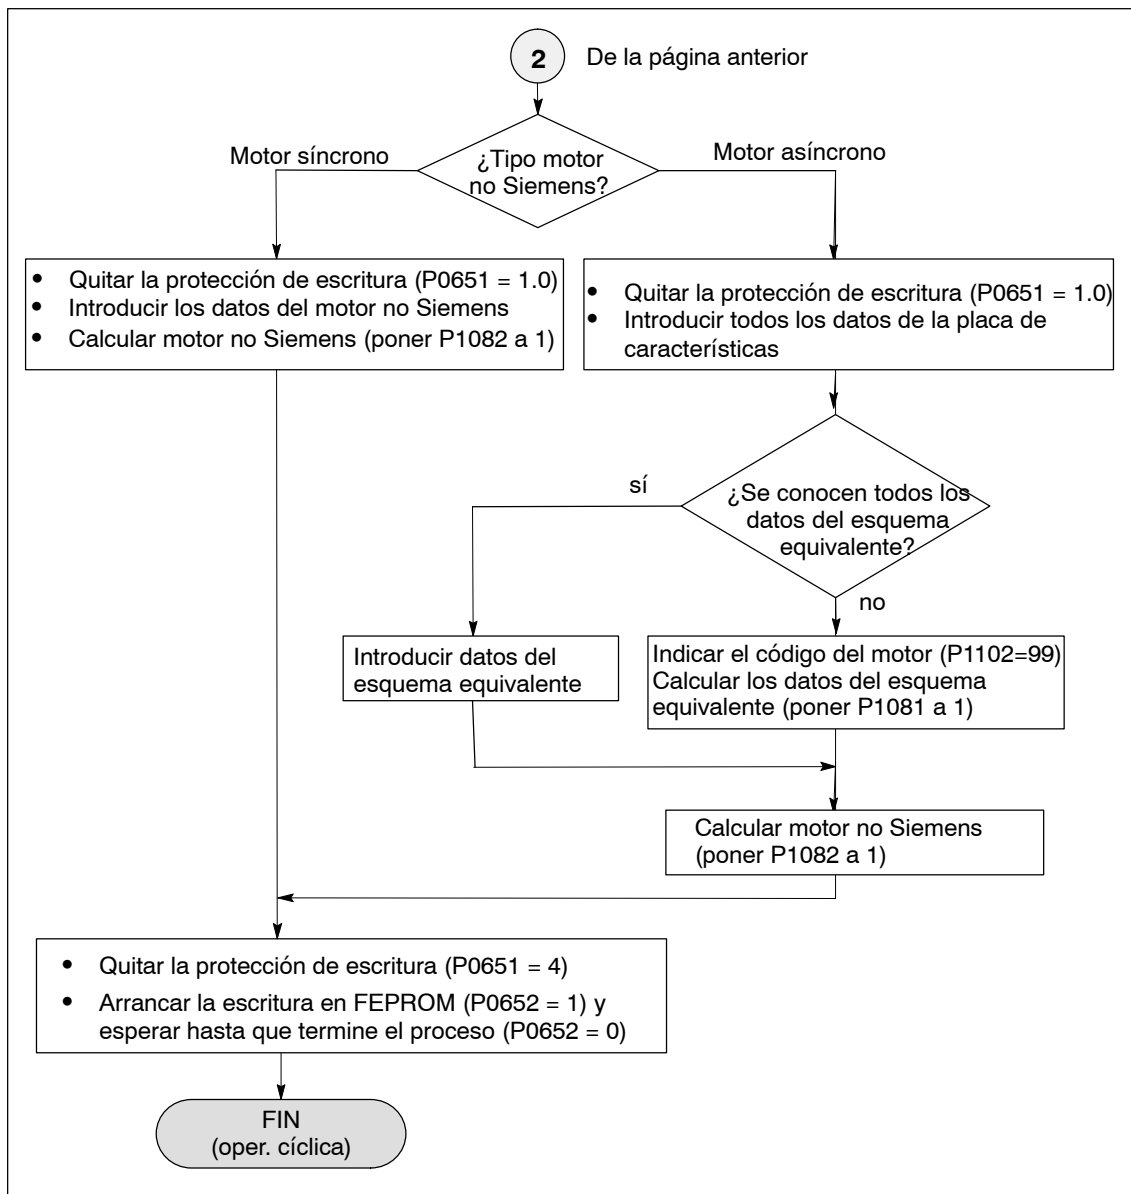 2
De la página anterior
¿Tipo motor
no Siemens?
Motor síncrono
Motor asíncrono
• Quitar la protección de escritura (P0651 = 1.0)
• Introducir los datos del motor no Siemens
• Calcular motor no Siemens (poner P1082 a 1)
• Quitar la protección de escritura (P0651 = 1.0)
• Introducir todos los datos de la placa de
característíficas
¿Se conocen todos los
datos del esquema
equivalente?
sí
no
Introducir datos del
esquema equivalente
Indicar el código del motor (P1102=99)
Calcular los datos del esquema
equivalente (poner P1081 a 1)
Calcular motor no Siemens
(poner P1082 a 1)
• Quitar la protección de escritura (P0651 = 4)
• Arrancar la escritura en FEPROM (P0652 = 1) y
esperar hasta que termine el proceso (P0652 = 0)
FIN
(oper. cíclica)